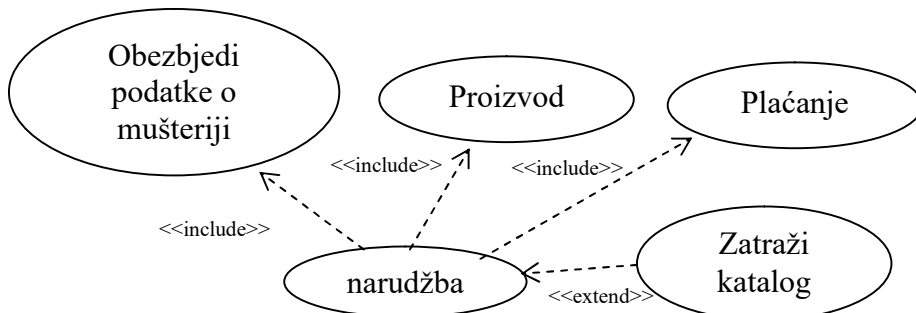 Obezbjedi
podatke o
mušteriji
Proizvod
Plaćanje
<<include>>
<<include>>
<<include>>
narudžba
Zatraži
katalog
<<extend>>